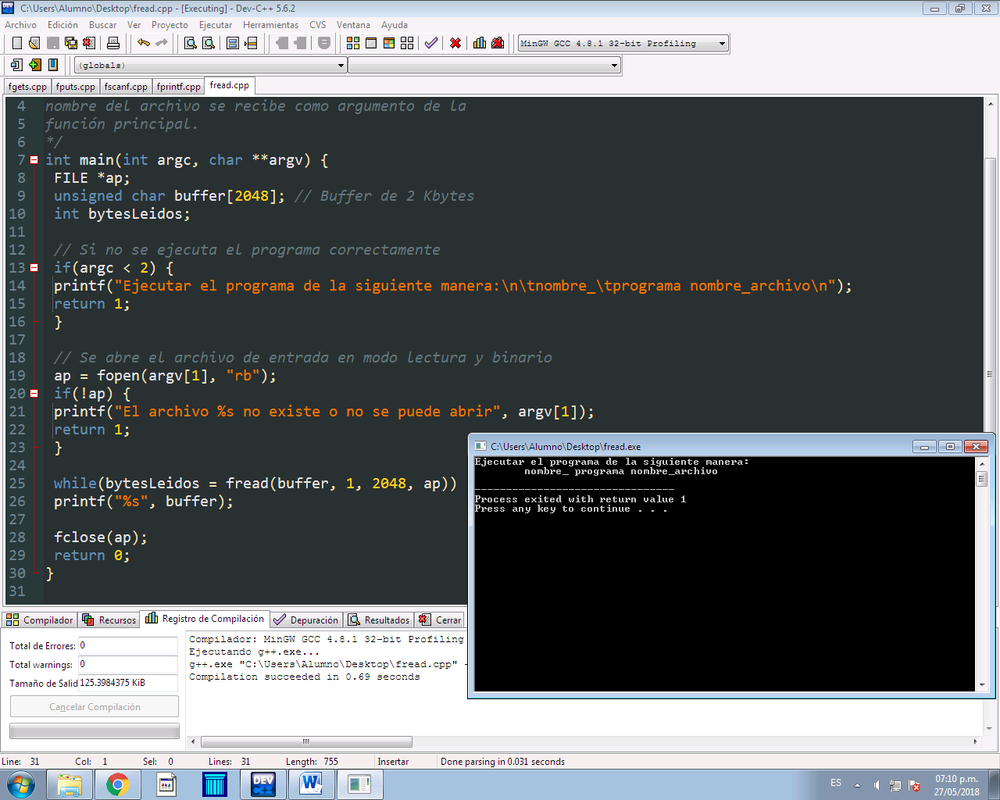 C:\Users\Alumno\Desktop\fread.cpp - [Executing] - Dev-C++ 5.6.2
Archivo Edición Buscar Ver Proyecto Ejecutar Herramientas CVS Ventana Ayuda
MinGW GCC 4.8.1 32-bit Profiling
(globals)
fgets.cpp fputs.cpp fscanf.cpp fprintf.cpp fread.cpp
4 nombre del archivo se recibe como argumento de la
5 función principal.
6 */
7 int main(int argc, char **argv) {
8 FILE *ap;
9 unsigned char buffer[2048]; // Buffer de 2 Kbytes
10 int bytesLeidos;
11
12 // Si no se ejecuta el programa correctamente
13 if(argc < 2) {
14 printf("Ejecutar el programa de la siguiente manera:\n\tnombre_\tprograma nombre_archivo\n");
15 return 1;
16 }
17
18 // Se abre el archivo de entrada en modo lectura y binario
19 ap = fopen(argv[1], "rb");
20 if(!ap) {
21 printf("El archivo %s no existe o no se puede abrir", argv[1]);
22 return 1;
23 }
24
25 while(bytesLeidos = fread(buffer, 1, 2048, ap))
26 printf("%s", buffer);
27
28 fclose(ap);
29 return 0;
30 }
31
C:\Users\Alumno\Desktop\fread.exe
Ejecutar el programa de la siguiente manera:
nombre_ programa nombre_archivo
--------------------------------
Process exited with return value 1
Press any key to continue . . .
Compilador Recursos Registro de Compilación Depuración Resultados Cerrar
Total de Errores: 0
Total warnings: 0
Tamaño de Salid 125.3984375 KiB
Cancelar Compilación
Compilador: MinGW GCC 4.8.1 32-bit Profiling
Ejecutando g++.exe...
g++.exe "C:\Users\Alumno\Desktop\fread.cpp" -
Compilation succeeded in 0.69 seconds
Line: 31 Col: 1 Sel: 0 Lines: 31 Length: 755 Insertar Done parsing in 0.031 seconds
DEV C++
W
ES
07:10 p.m.
27/05/2018